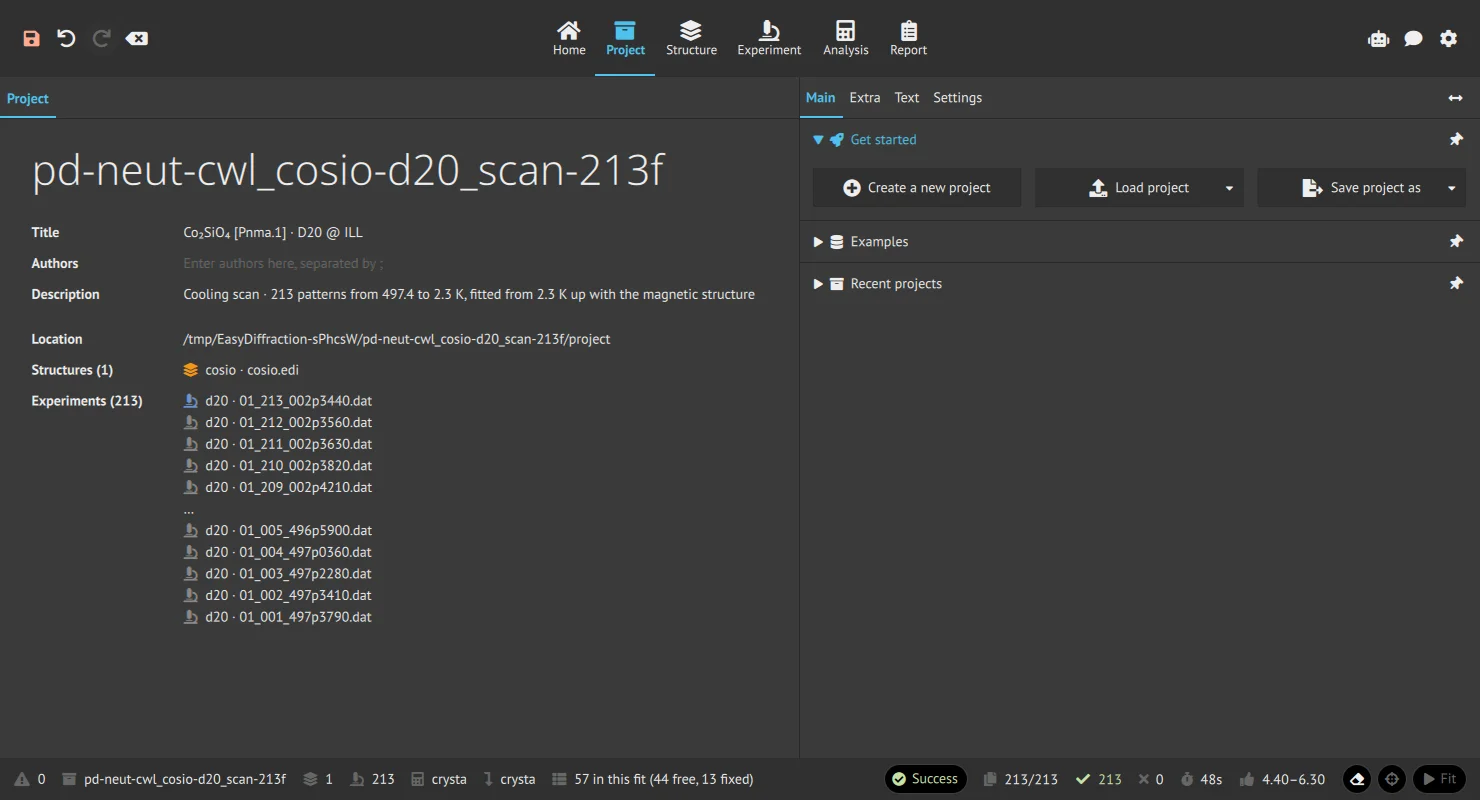 Home
Project
Structure
Experiment
Analysis
Report
Project
Main
Extra
Text
Settings
Get started
Create a new project
Load project
Save project as
Examples
Recent projects
pd-neut-cwl_cosio-d20_scan-213f
Title Co₂SiO₄ [Pnma.1] · D20 @ ILL
Authors Enter authors here, separated by ;
Description Cooling scan · 213 patterns from 497.4 to 2.3 K, fitted from 2.3 K up with the magnetic structure
Location /tmp/EasyDiffraction-sPhcsW/pd-neut-cwl_cosio-d20_scan-213f/project
Structures (1) cosio · cosio.edi
Experiments (213) d20 · 01_213_002p3440.dat
d20 · 01_212_002p3560.dat
d20 · 01_211_002p3630.dat
d20 · 01_210_002p3820.dat
d20 · 01_209_002p4210.dat
...
d20 · 01_005_496p5900.dat
d20 · 01_004_497p0360.dat
d20 · 01_003_497p2280.dat
d20 · 01_002_497p3410.dat
d20 · 01_001_497p3790.dat
0 pd-neut-cwl_cosio-d20_scan-213f 1 213 crysta crysta 57 in this fit (44 free, 13 fixed) Success 213/213 213 0 48s 4.40–6.30 Fit